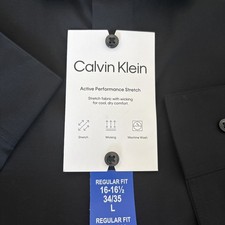 Calvin Klein
Active Performance Stretch
Stretch fabric with wicking
for cool, dry comfort
Stretch
Wicking
Machine Wash
REGULAR FIT
16-16½
34/35
L
REGULAR FIT